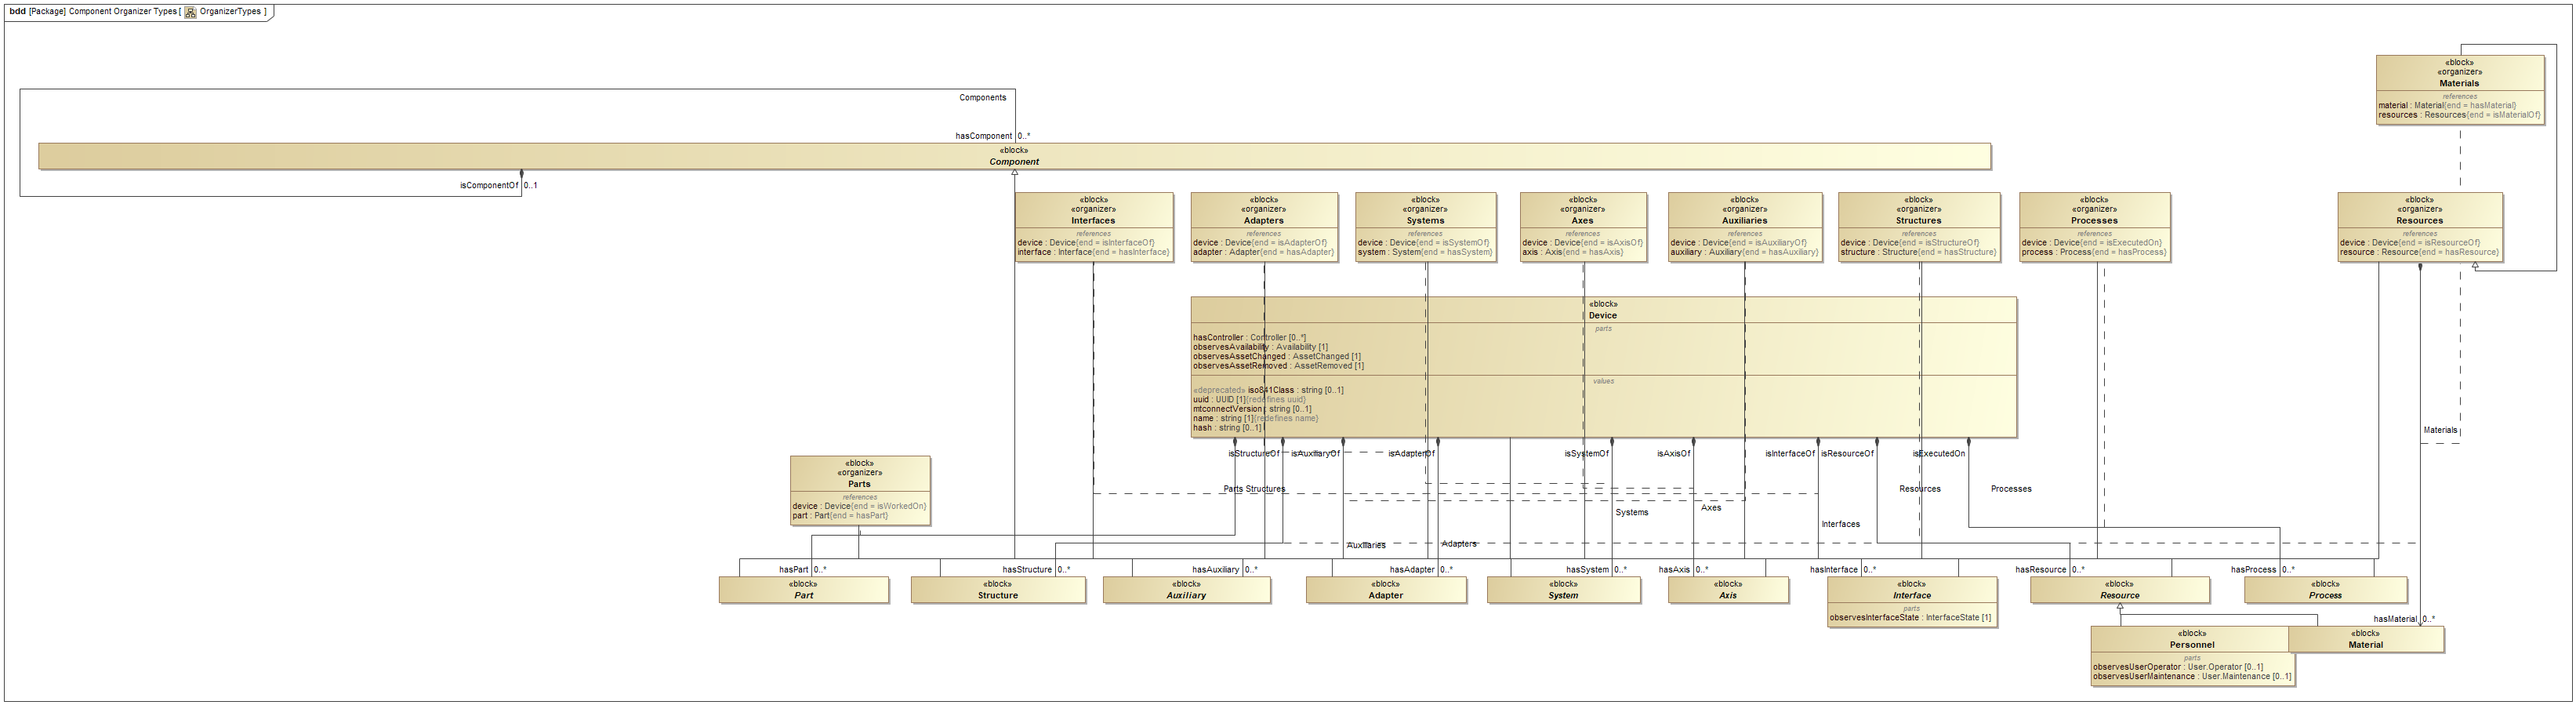 bdd [Package] Component Organizer Types [ OrganizerTypes ]
«block»
«organizer»
Materials
references
material : Material{end = hasMaterial}
resources : Resources{end = isMaterialOf}
Components
hasComponent 0..*
«block»
Component
isComponentOf 0..1
«block»
«organizer»
Interfaces
references
device : Device{end = isInterfaceOf}
interface : Interface{end = hasInterface}
«block»
«organizer»
Adapters
references
device : Device{end = isAdapterOf}
adapter : Adapter{end = hasAdapter}
«block»
«organizer»
Systems
references
device : Device{end = isSystemOf}
system : System{end = hasSystem}
«block»
«organizer»
Axes
references
device : Device{end = isAxisOf}
axis : Axis{end = hasAxis}
«block»
«organizer»
Auxiliaries
references
device : Device{end = isAuxiliaryOf}
auxiliary : Auxiliary{end = hasAuxiliary}
«block»
«organizer»
Structures
references
device : Device{end = isStructureOf}
structure : Structure{end = hasStructure}
«block»
«organizer»
Processes
references
device : Device{end = isExecutedOn}
process : Process{end = hasProcess}
«block»
«organizer»
Resources
references
device : Device{end = isResourceOf}
resource : Resource{end = hasResource}
«block»
Device
parts
hasController : Controller [0..*]
observesAvailability : Availability [1]
observesAssetChanged : AssetChanged [1]
observesAssetRemoved : AssetRemoved [1]
values
«deprecated» iso841Class : string [0..1]
uuid : UUID [1]{redefines uuid}
mtconnectVersion : string [0..1]
name : string [1]{redefines name}
hash : string [0..1]
Materials
isStructureOf
isAuxiliaryOf
isAdapterOf
isSystemOf
isAxisOf
isInterfaceOf
isResourceOf
isExecutedOn
«block»
«organizer»
Parts
references
device : Device{end = isWorkedOn}
part : Part{end = hasPart}
Parts
Structures
Resources
Processes
Axes
Systems
Interfaces
Auxiliaries
Adapters
hasPart 0..*
hasStructure 0..*
hasAuxiliary 0..*
hasAdapter 0..*
hasSystem 0..*
hasAxis 0..*
hasInterface 0..*
hasResource 0..*
hasProcess 0..*
«block»
Part
«block»
Structure
«block»
Auxiliary
«block»
Adapter
«block»
System
«block»
Axis
«block»
Interface
parts
observesInterfaceState : InterfaceState [1]
«block»
Resource
«block»
Process
hasMaterial 0..*
«block»
Personnel
parts
observesUserOperator : User.Operator [0..1]
observesUserMaintenance : User.Maintenance [0..1]
«block»
Material